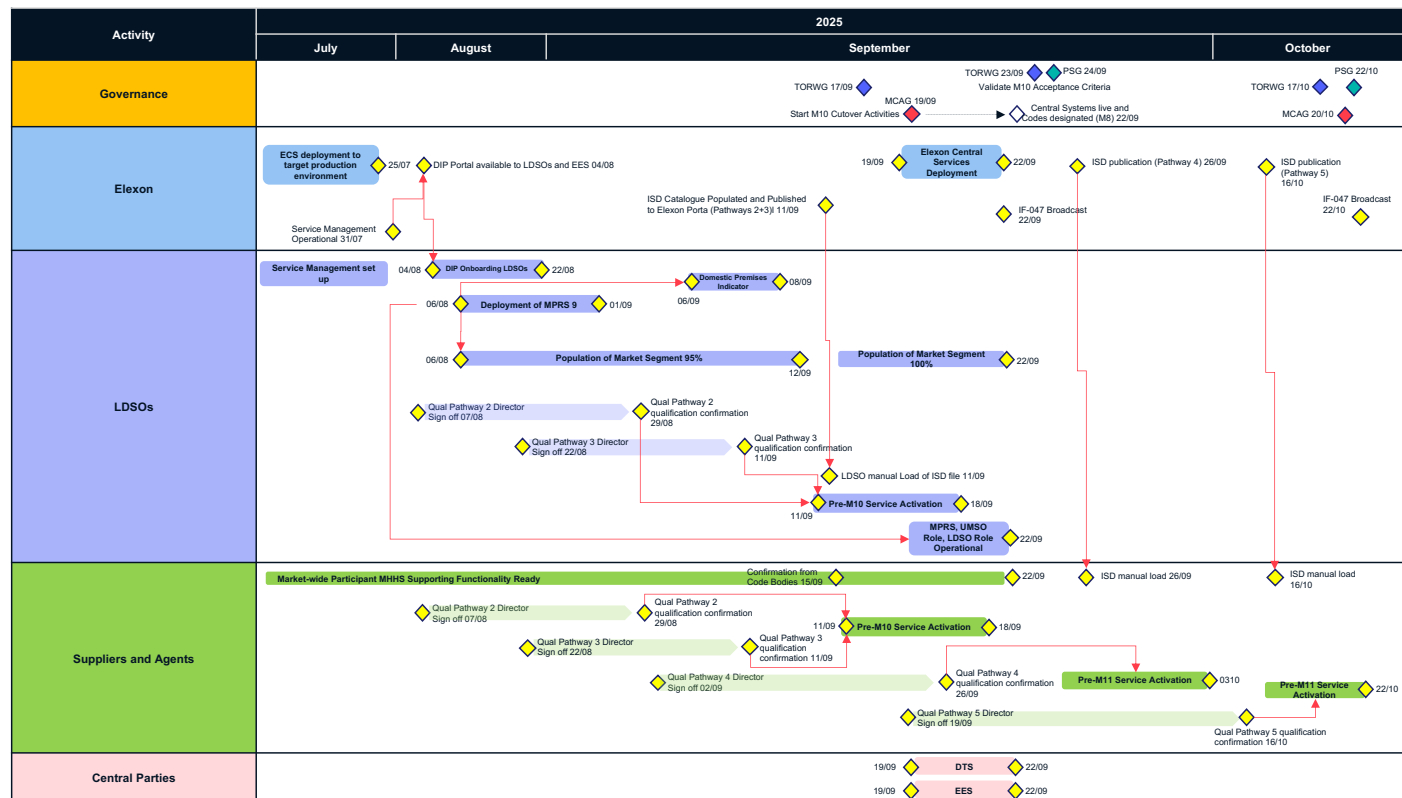 Activity
2025
July
August
September
October
Governance
TORWG 17/09
TORWG 23/09
PSG 24/09
Validate M10 Acceptance Criteria
MCAG 19/09
Start M10 Cutover Activities
Central Systems live and
Codes designated (M8) 22/09
TORWG 17/10
PSG 22/10
MCAG 20/10
Elexon
ECS deployment to
target production
environment
25/07
DIP Portal available to LDSOs and EES 04/08
Service Management
Operational 31/07
ISD Catalogue Populated and Published
to Elexon Porta (Pathways 2+3)l 11/09
19/09
Elexon Central
Services
Deployment
22/09
IF-047 Broadcast
22/09
ISD publication (Pathway 4) 26/09
ISD publication
(Pathway 5)
16/10
IF-047 Broadcast
22/10
LDSOs
Service Management set
up
04/08
DIP Onboarding LDSOs
22/08
Domestic Premises
Indicator
06/09
08/09
06/08
Deployment of MPRS 9
01/09
06/08
Population of Market Segment 95%
12/09
Population of Market Segment
100%
22/09
Qual Pathway 2 Director
Sign off 07/08
Qual Pathway 2
qualification confirmation
29/08
Qual Pathway 3 Director
Sign off 22/08
Qual Pathway 3
qualification confirmation
11/09
LDSO manual Load of ISD file 11/09
11/09
Pre-M10 Service Activation
18/09
MPRS, UMSO
Role, LDSO Role
Operational
22/09
Suppliers and Agents
Market-wide Participant MHHS Supporting Functionality Ready
Confirmation from
Code Bodies 15/09
22/09
ISD manual load 26/09
ISD manual load
16/10
Qual Pathway 2 Director
Sign off 07/08
Qual Pathway 2
qualification confirmation
29/08
11/09
Pre-M10 Service Activation
18/09
Qual Pathway 3 Director
Sign off 22/08
Qual Pathway 3
qualification
confirmation 11/09
Qual Pathway 4 Director
Sign off 02/09
Qual Pathway 4
qualification confirmation
26/09
Pre-M11 Service Activation
0310
Pre-M11 Service
Activation
22/10
Qual Pathway 5 Director
Sign off 19/09
Qual Pathway 5 qualification
confirmation 16/10
Central Parties
19/09
DTS
22/09
19/09
EES
22/09